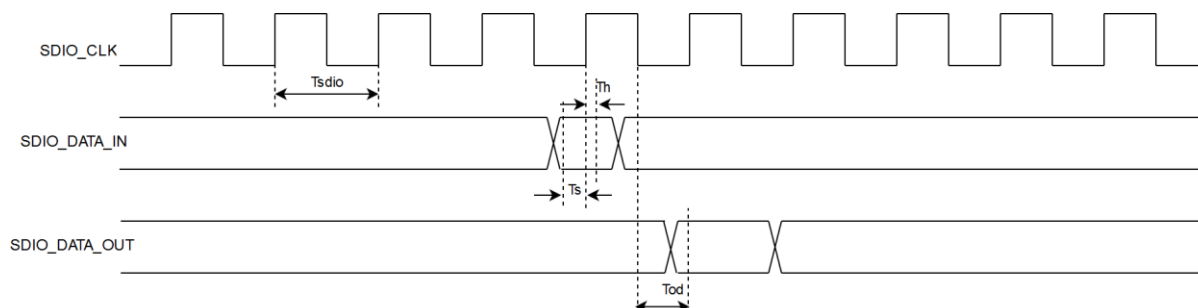 SDIO_CLK
Tsdio
Th
SDIO_DATA_IN
Ts
SDIO_DATA_OUT
Tod